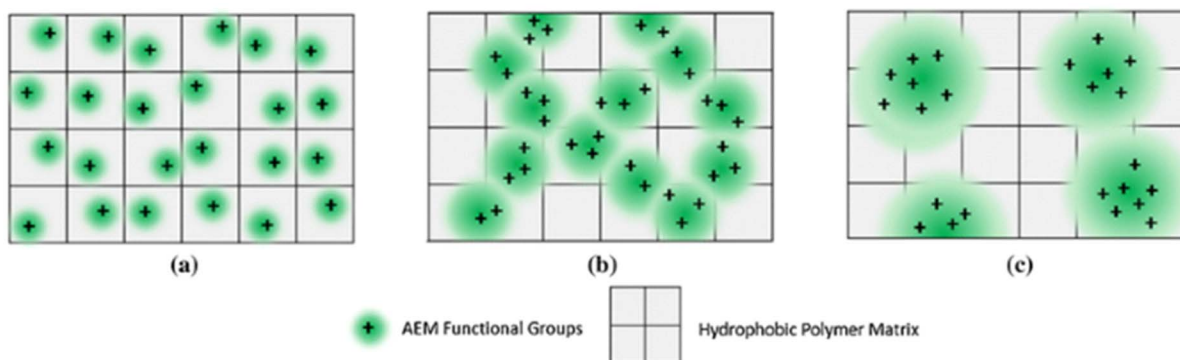 (a)
(b)
(c)
AEM Functional Groups
Hydrophobic Polymer Matrix